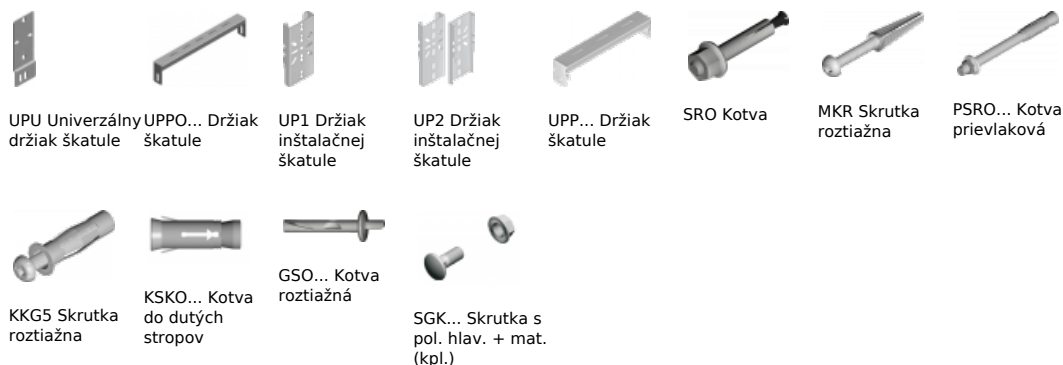 UPU Univerzálny
držiak škatule
UPPO... Držiak
škatule
UP1 Držiak
inštalačnej
škatule
UP2 Držiak
inštalačnej
škatule
UPP... Držiak
škatule
SRO Kotva
MKR Skrutka
roztiažna
PSRO... Kotva
prievlaková
KKG5 Skrutka
roztiažna
KSKO... Kotva
do dutých
stropov
GSO... Kotva
roztiažná
SGK... Skrutka s
pol. hlav. + mat.
(kpl.)